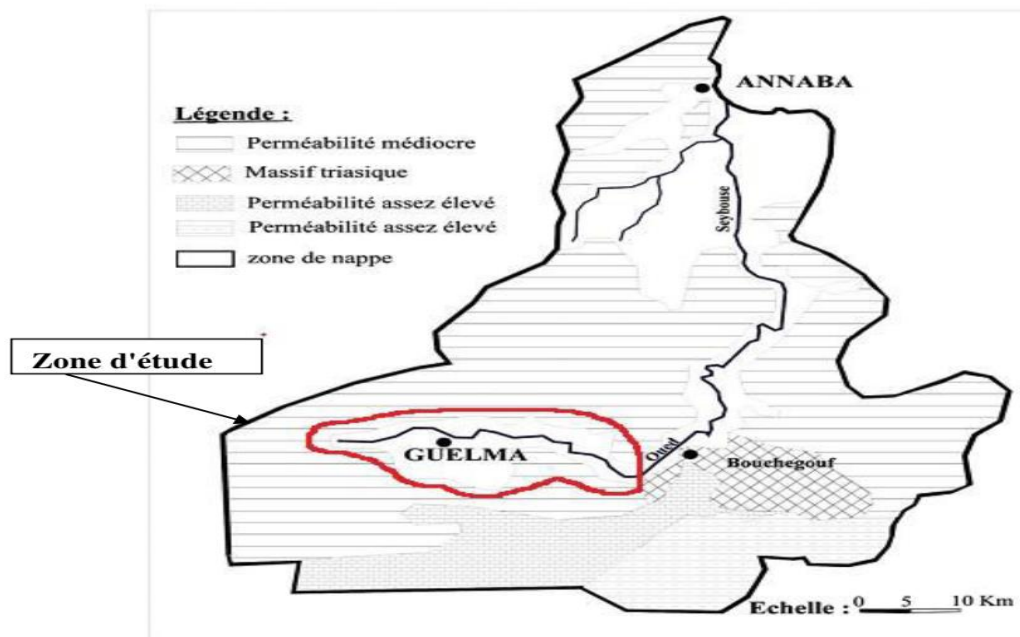 ANNABA
Légende :
Perméabilité médiocre
Massif triasique
Perméabilité assez élevé
Perméabilité assez élevé
zone de nappe
Seybouse
Zone d'étude
GUELMA
Oued
Bouchegouf
Echelle : 0 5 10 Km